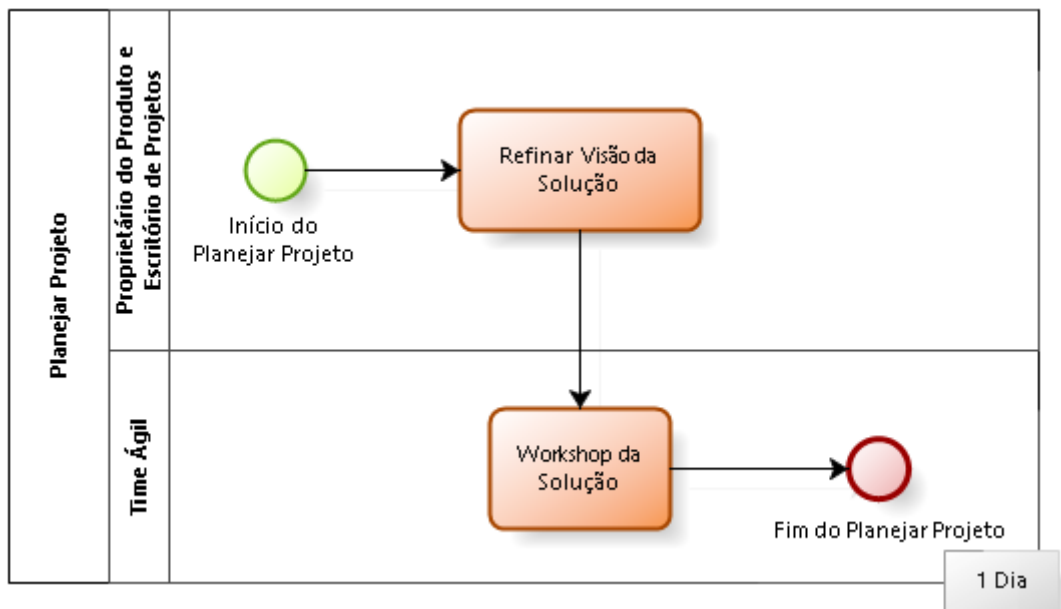 Planejar Projeto
Proprietário do Produto e
Escritório de Projetos
Início do
Planejar Projeto
Refinar Visão da
Solução
Time Ágil
Workshop da
Solução
Fim do Planejar Projeto
1 Dia